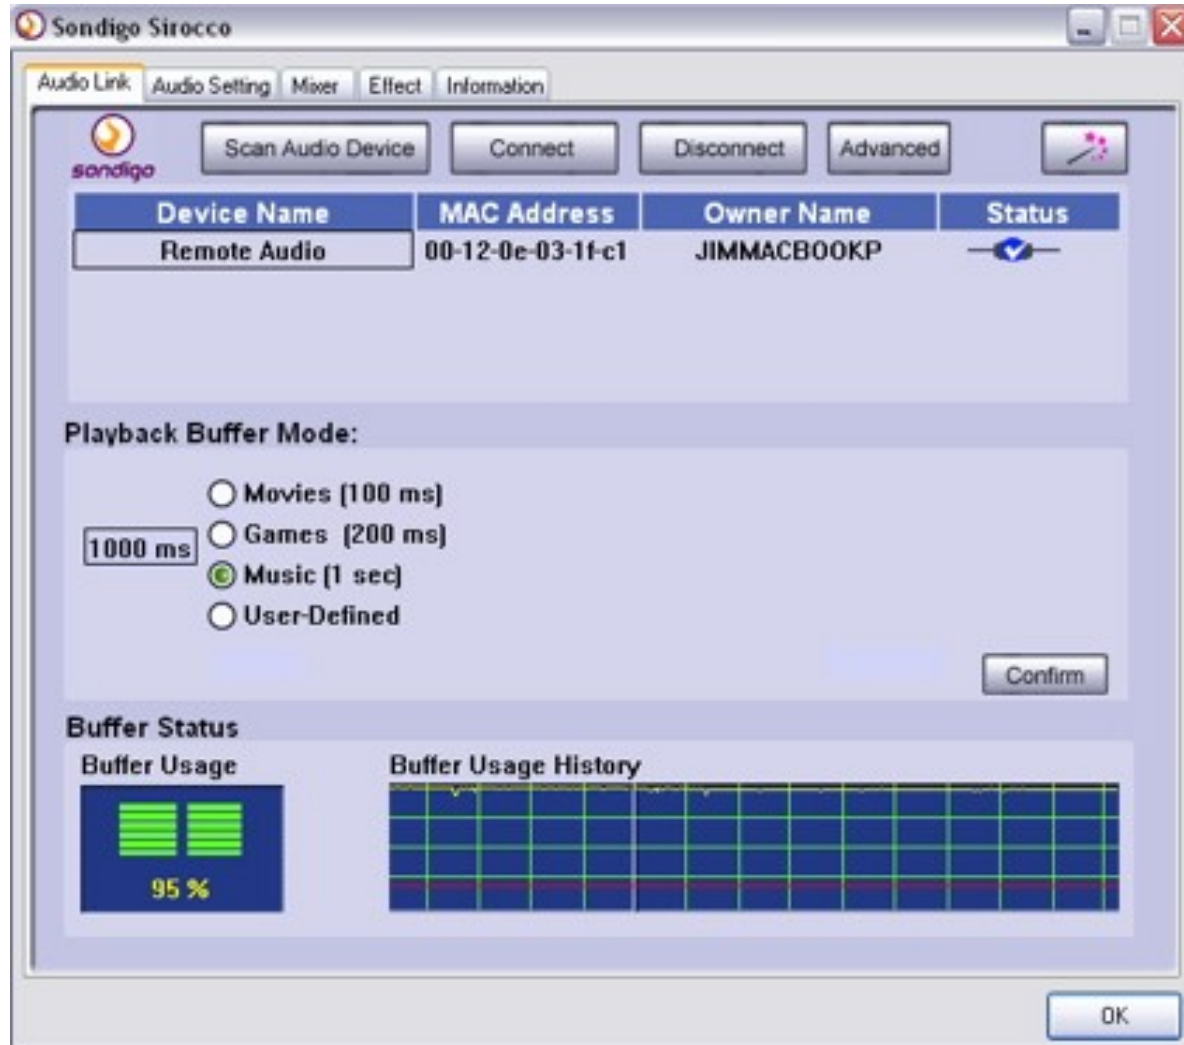 Sondigo Sirocco
Audio Link Audio Setting Mixer Effect Information
sondigo Scan Audio Device Connect Disconnect Advanced
Device Name MAC Address Owner Name Status
Remote Audio 00-12-0e-03-1f-c1 JIMMACBOOKP
Playback Buffer Mode:
Movies (100 ms)
Games (200 ms)
1000 ms
Music (1 sec)
User-Defined
Confirm
Buffer Status
Buffer Usage Buffer Usage History
95 %
OK